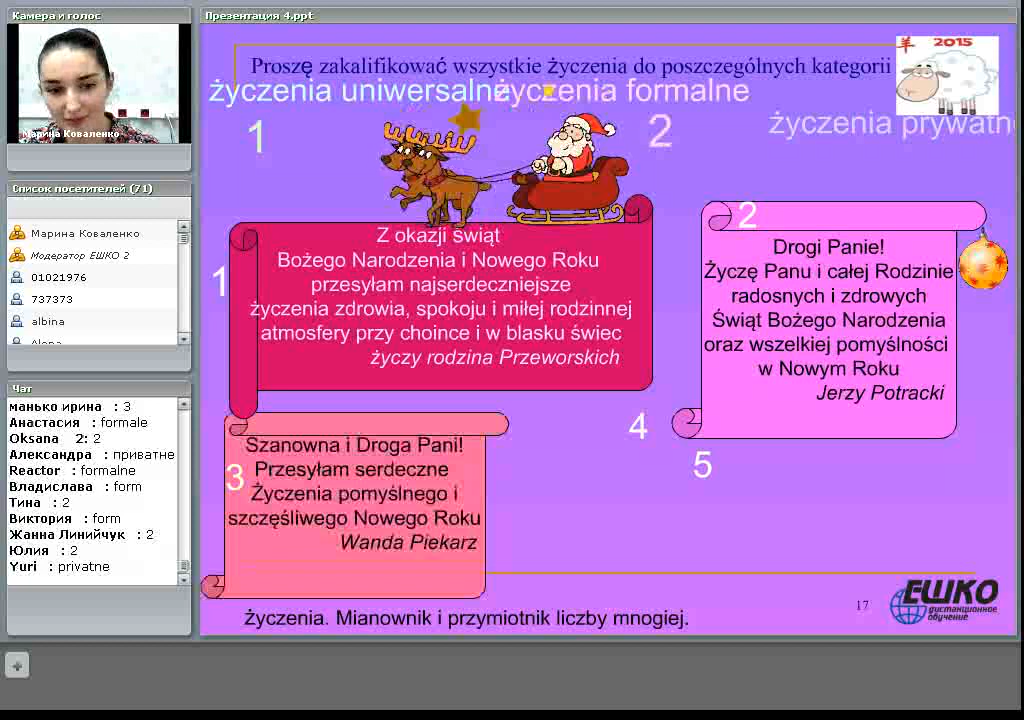 Камера и голос
Марина Коваленко
Список посетителей (71)
Марина Коваленко
Модератор ЕШКО 2
01021976
737373
albina
Alona
Чат
манько ирина : 3
Анастасия : formale
Oksana 2: 2
Александра : приватне
Reactor : formalne
Владислава : form
Тина : 2
Виктория : form
Жанна Линийчук : 2
Юлия : 2
Yuri : privatne
Презентация 4.ppt
Proszę zakalifikować wszystkie życzenia do poszczególnych kategorii
羊 2015
życzenia uniwersalne
życzenia formalne
życzenia prywatn
1
2
1
Z okazji świąt
Bożego Narodzenia i Nowego Roku
przesyłam najserdeczniejsze
życzenia zdrowia, spokoju i miłej rodzinnej
atmosfery przy choince i w blasku świec
życzy rodzina Przeworskich
2
Drogi Panie!
Życzę Panu i całej Rodzinie
radosnych i zdrowych
Świąt Bożego Narodzenia
oraz wszelkiej pomyślności
w Nowym Roku
Jerzy Potracki
3
Szanowna i Droga Pani!
Przesyłam serdeczne
Życzenia pomyślnego i
szczęśliwego Nowego Roku
Wanda Piekarz
4
5
17
ЕШКО
дистанционное
обучение
Życzenia. Mianownik i przymiotnik liczby mnogiej.